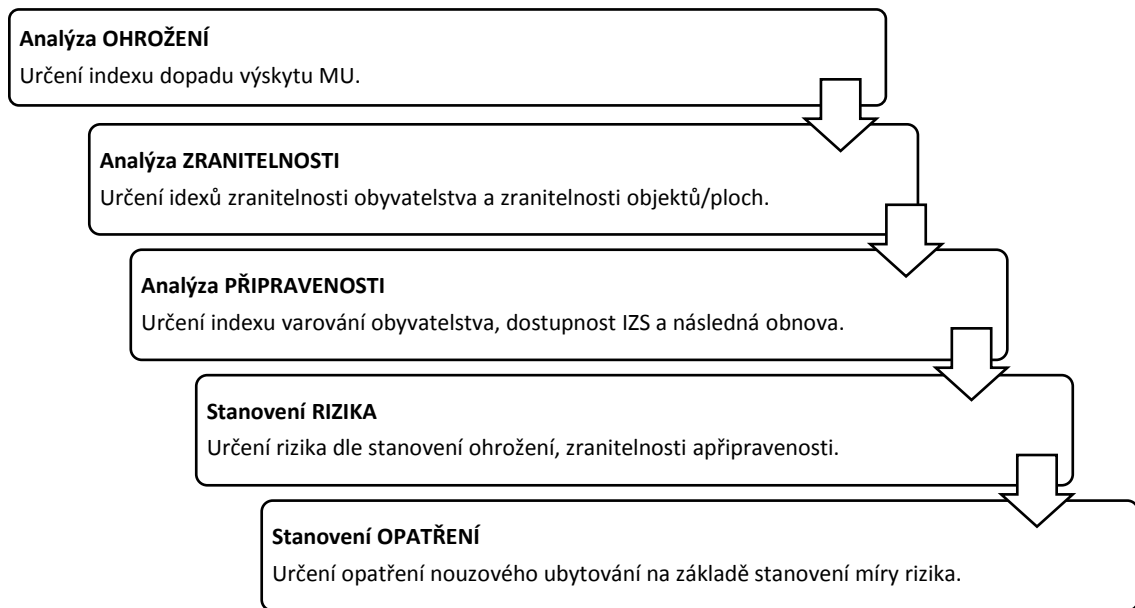 Analýza OHROŽENÍ
Určení indexu dopadu výskytu MU.
Analýza ZRANITELNOSTI
Určení idexů zranitelnosti obyvatelstva a zranitelnosti objektů/ploch.
Analýza PŘIPRAVENOSTI
Určení indexu varování obyvatelstva, dostupnost IZS a následná obnova.
Stanovení RIZIKA
Určení rizika dle stanovení ohrožení, zranitelnosti apřipravenosti.
Stanovení OPATŘENÍ
Určení opatření nouzového ubytování na základě stanovení míry rizika.